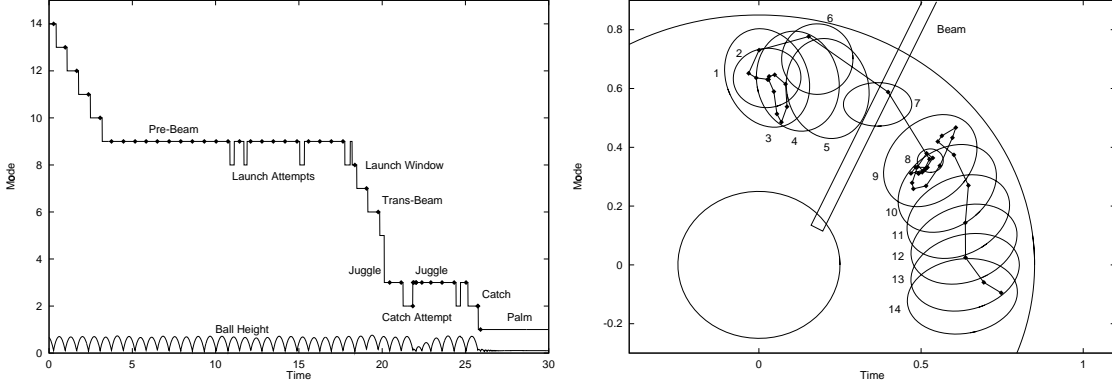 14
12
10
8
6
4
2
0
Mode
Pre-Beam
Launch Attempts
Launch Window
Trans-Beam
Juggle
Juggle
Catch Attempt
Catch
Palm
Ball Height
0 5 10 15 20 25 30
Time
0.8
0.6
0.4
0.2
0
-0.2
Mode
Beam
6
2
1
3
4
5
7
8
9
10
11
12
13
14
0 0.5 1
Time